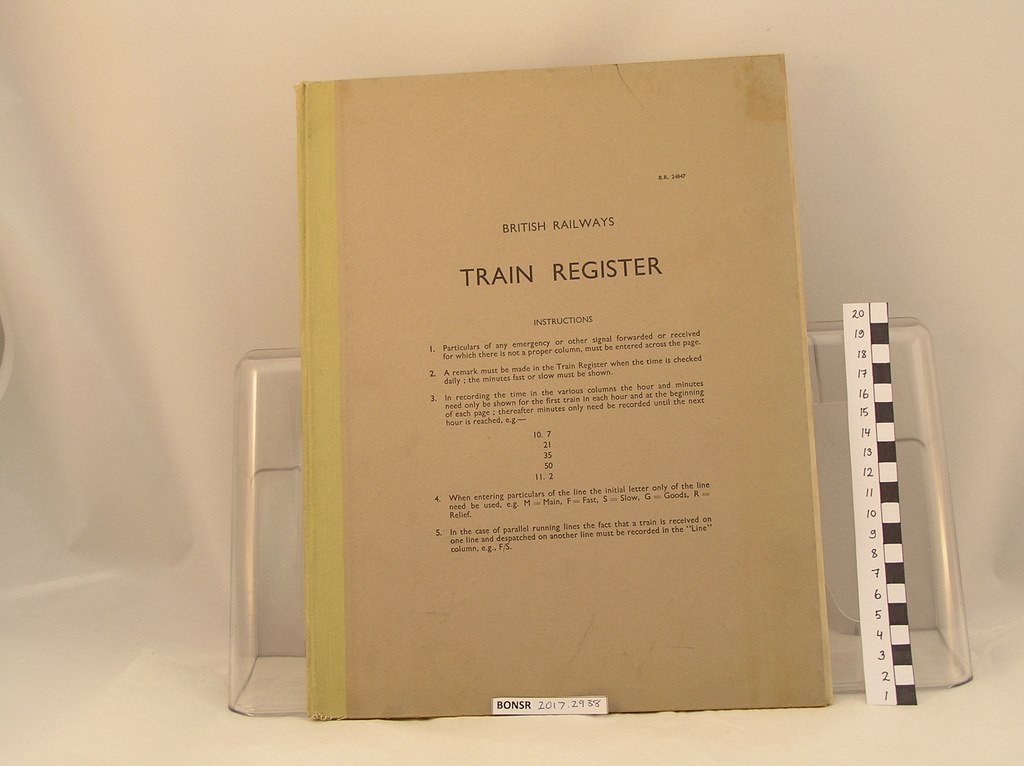 B.R. 24847
BRITISH RAILWAYS
TRAIN REGISTER
INSTRUCTIONS
1. Particulars of any emergency or other signal forwarded or received
for which there is not a proper column, must be entered across the page.
2. A remark must be made in the Train Register when the time is checked
daily ; the minutes fast or slow must be shown.
3. In recording the time in the various columns the hour and minutes
need only be shown for the first train in each hour and at the beginning
of each page ; thereafter minutes only need be recorded until the next
hour is reached, e.g.—
10. 7
21
35
50
11. 2
4. When entering particulars of the line the initial letter only of the line
need be used, e.g. M = Main, F = Fast, S = Slow, G = Goods, R =
Relief.
5. In the case of parallel running lines the fact that a train is received on
one line and despatched on another line must be recorded in the "Line"
column, e.g., F/S.
BONSR 2017.2938
20
19
18
17
16
15
14
13
12
11
10
9
8
7
6
5
4
3
2
1